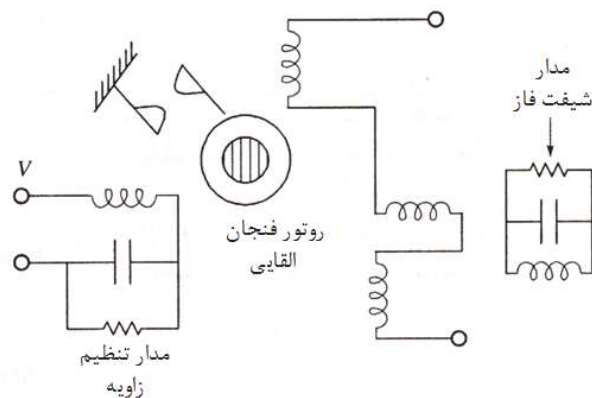 مدار
شیفت فاز
V
روتور فنجان
القایی
مدار تنظیم
زاویه